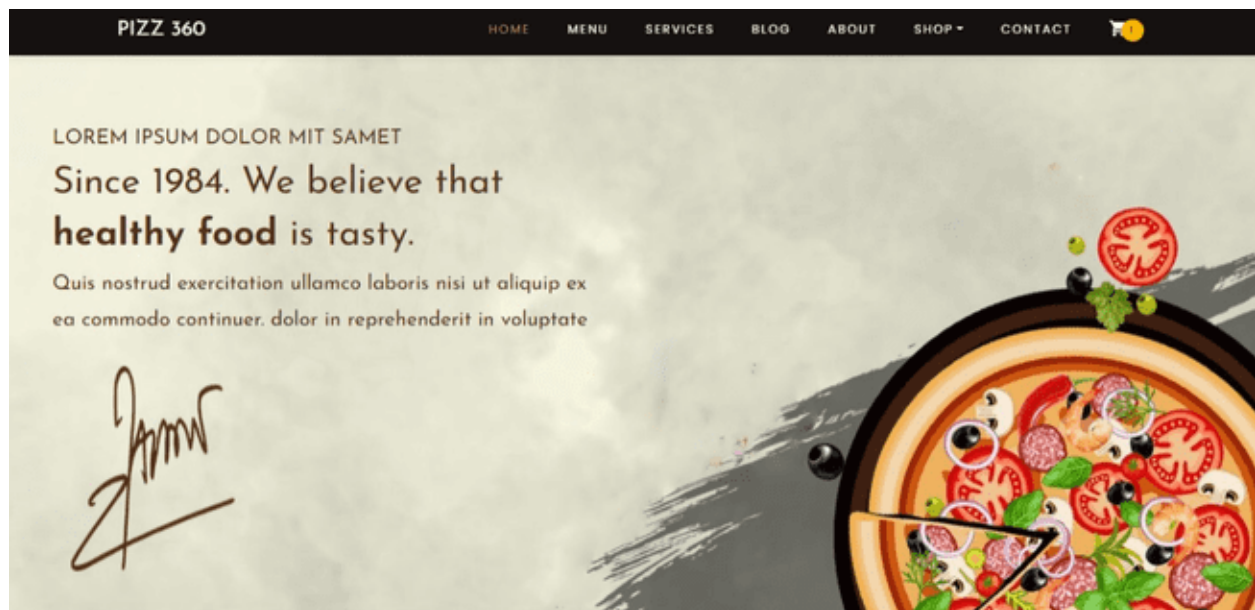 PIZZ 360
HOME MENU SERVICES BLOG ABOUT SHOP CONTACT 1
LOREM IPSUM DOLOR MIT SAMET
Since 1984. We believe that
healthy food is tasty.
Quis nostrud exercitation ullamco laboris nisi ut aliquip ex
ea commodo continuer. dolor in reprehenderit in voluptate